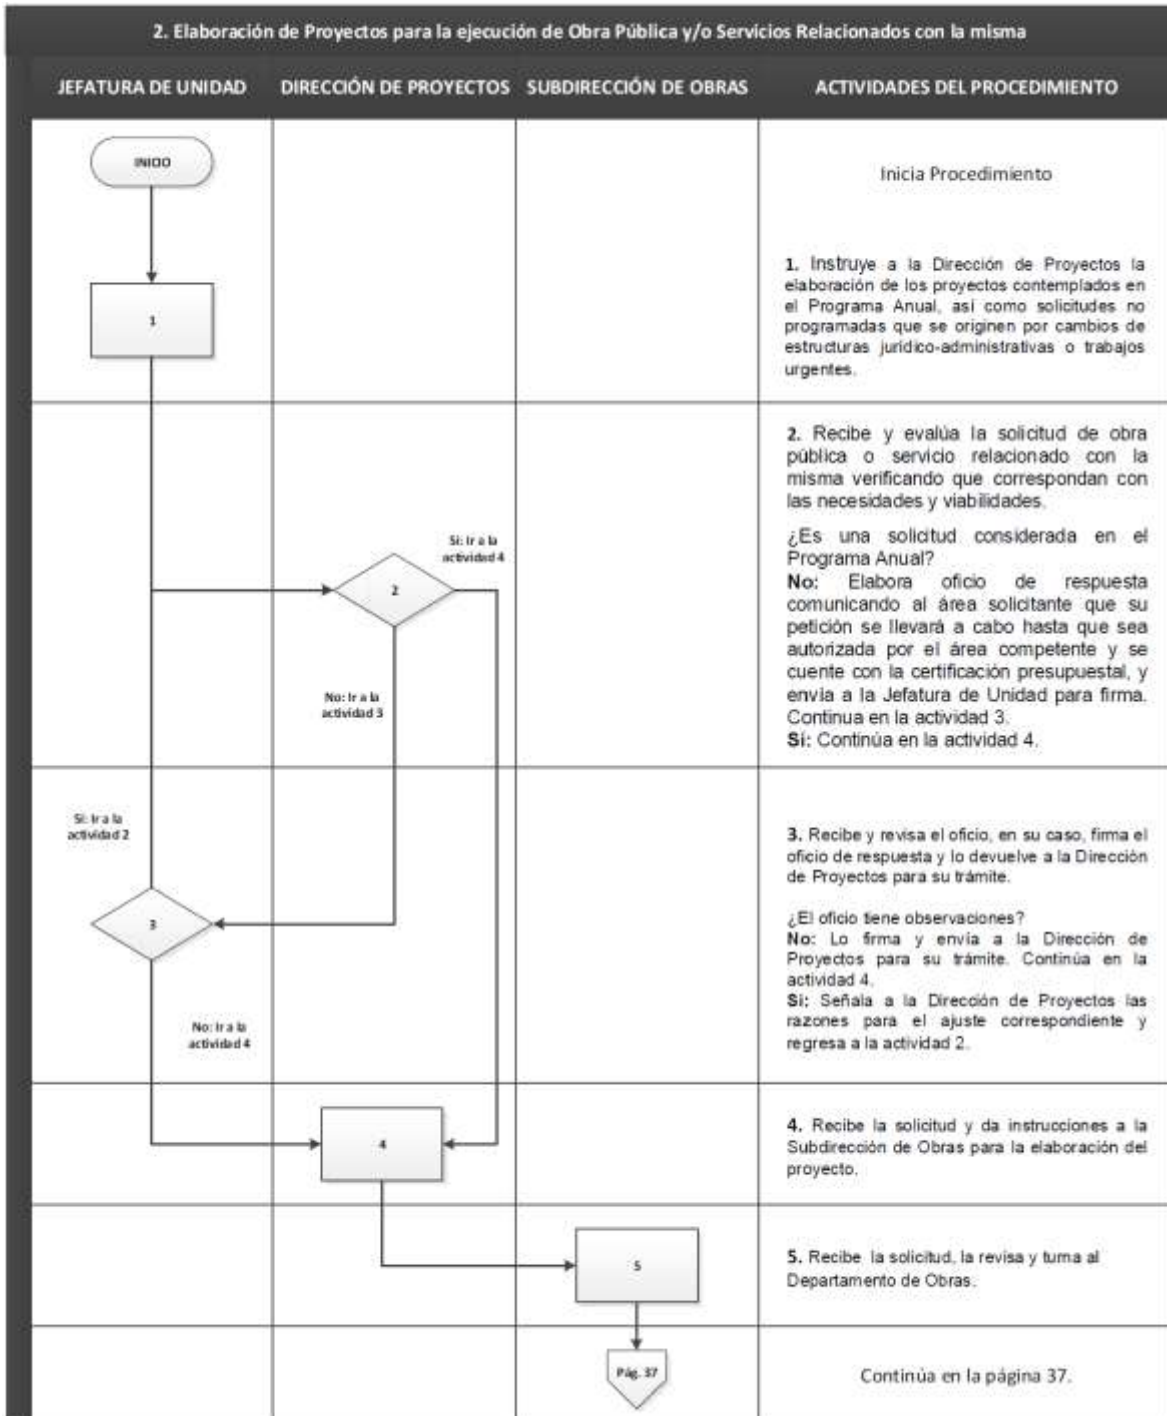 2. Elaboración de Proyectos para la ejecución de Obra Pública y/o Servicios Relacionados con la misma
JEFATURA DE UNIDAD
DIRECCIÓN DE PROYECTOS
SUBDIRECCIÓN DE OBRAS
ACTIVIDADES DEL PROCEDIMIENTO
INICIO
Inicia Procedimiento
1
1. Instruye a la Dirección de Proyectos la
elaboración de los proyectos contemplados en
el Programa Anual, así como solicitudes no
programadas que se originen por cambios de
estructuras jurídico-administrativas o trabajos
urgentes.
2. Recibe y evalúa la solicitud de obra
pública o servicio relacionado con la
misma verificando que correspondan con
las necesidades y viabilidades.
Si: Ir a la
actividad 4
2
No: Ir a la
actividad 3
¿Es una solicitud considerada en el
Programa Anual?
No: Elabora oficio de respuesta
comunicando al área solicitante que su
petición se llevará a cabo hasta que sea
autorizada por el área competente y se
cuente con la certificación presupuestal, y
envía a la Jefatura de Unidad para firma.
Continua en la actividad 3.
Si: Continúa en la actividad 4.
Si: Ir a la
actividad 2
3
No: Ir a la
actividad 4
3. Recibe y revisa el oficio, en su caso, firma el
oficio de respuesta y lo devuelve a la Dirección
de Proyectos para su trámite.
¿El oficio tiene observaciones?
No: Lo firma y envía a la Dirección de
Proyectos para su trámite. Continúa en la
actividad 4.
Si: Señala a la Dirección de Proyectos las
razones para el ajuste correspondiente y
regresa a la actividad 2.
4
4. Recibe la solicitud y da instrucciones a la
Subdirección de Obras para la elaboración del
proyecto.
5
5. Recibe la solicitud, la revisa y turna al
Departamento de Obras.
Pág. 37
Continúa en la página 37.